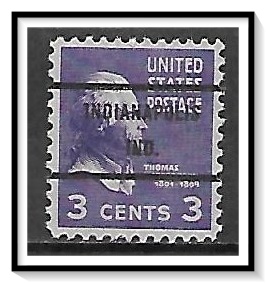 UNITED
STATES
POSTAGE
INDIANAPOLIS
IND.
THOMAS
1801-1809
3 CENTS 3